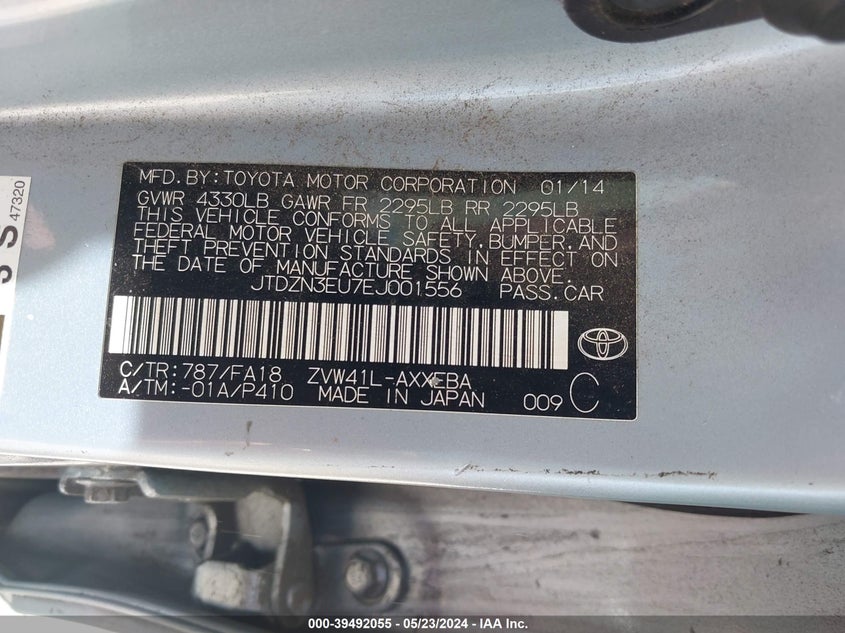 MFD. BY: TOYOTA MOTOR CORPORATION 01/14
GVWR 4330LB GAWR FR 2295LB RR 2295LB
THIS VEHICLE CONFORMS TO ALL APPLICABLE
FEDERAL MOTOR VEHICLE SAFETY, BUMPER, AND
THEFT PREVENTION STANDARDS IN EFFECT ON
THE DATE OF MANUFACTURE SHOWN ABOVE.
JTDZN3EU7EJ001556 PASS.CAR
C/TR: 787/FA18 ZVW41L-AXXEBA
A/TM: -01A/P410 MADE IN JAPAN 009 C
47320
000-39492055 - 05/23/2024 - IAA Inc.